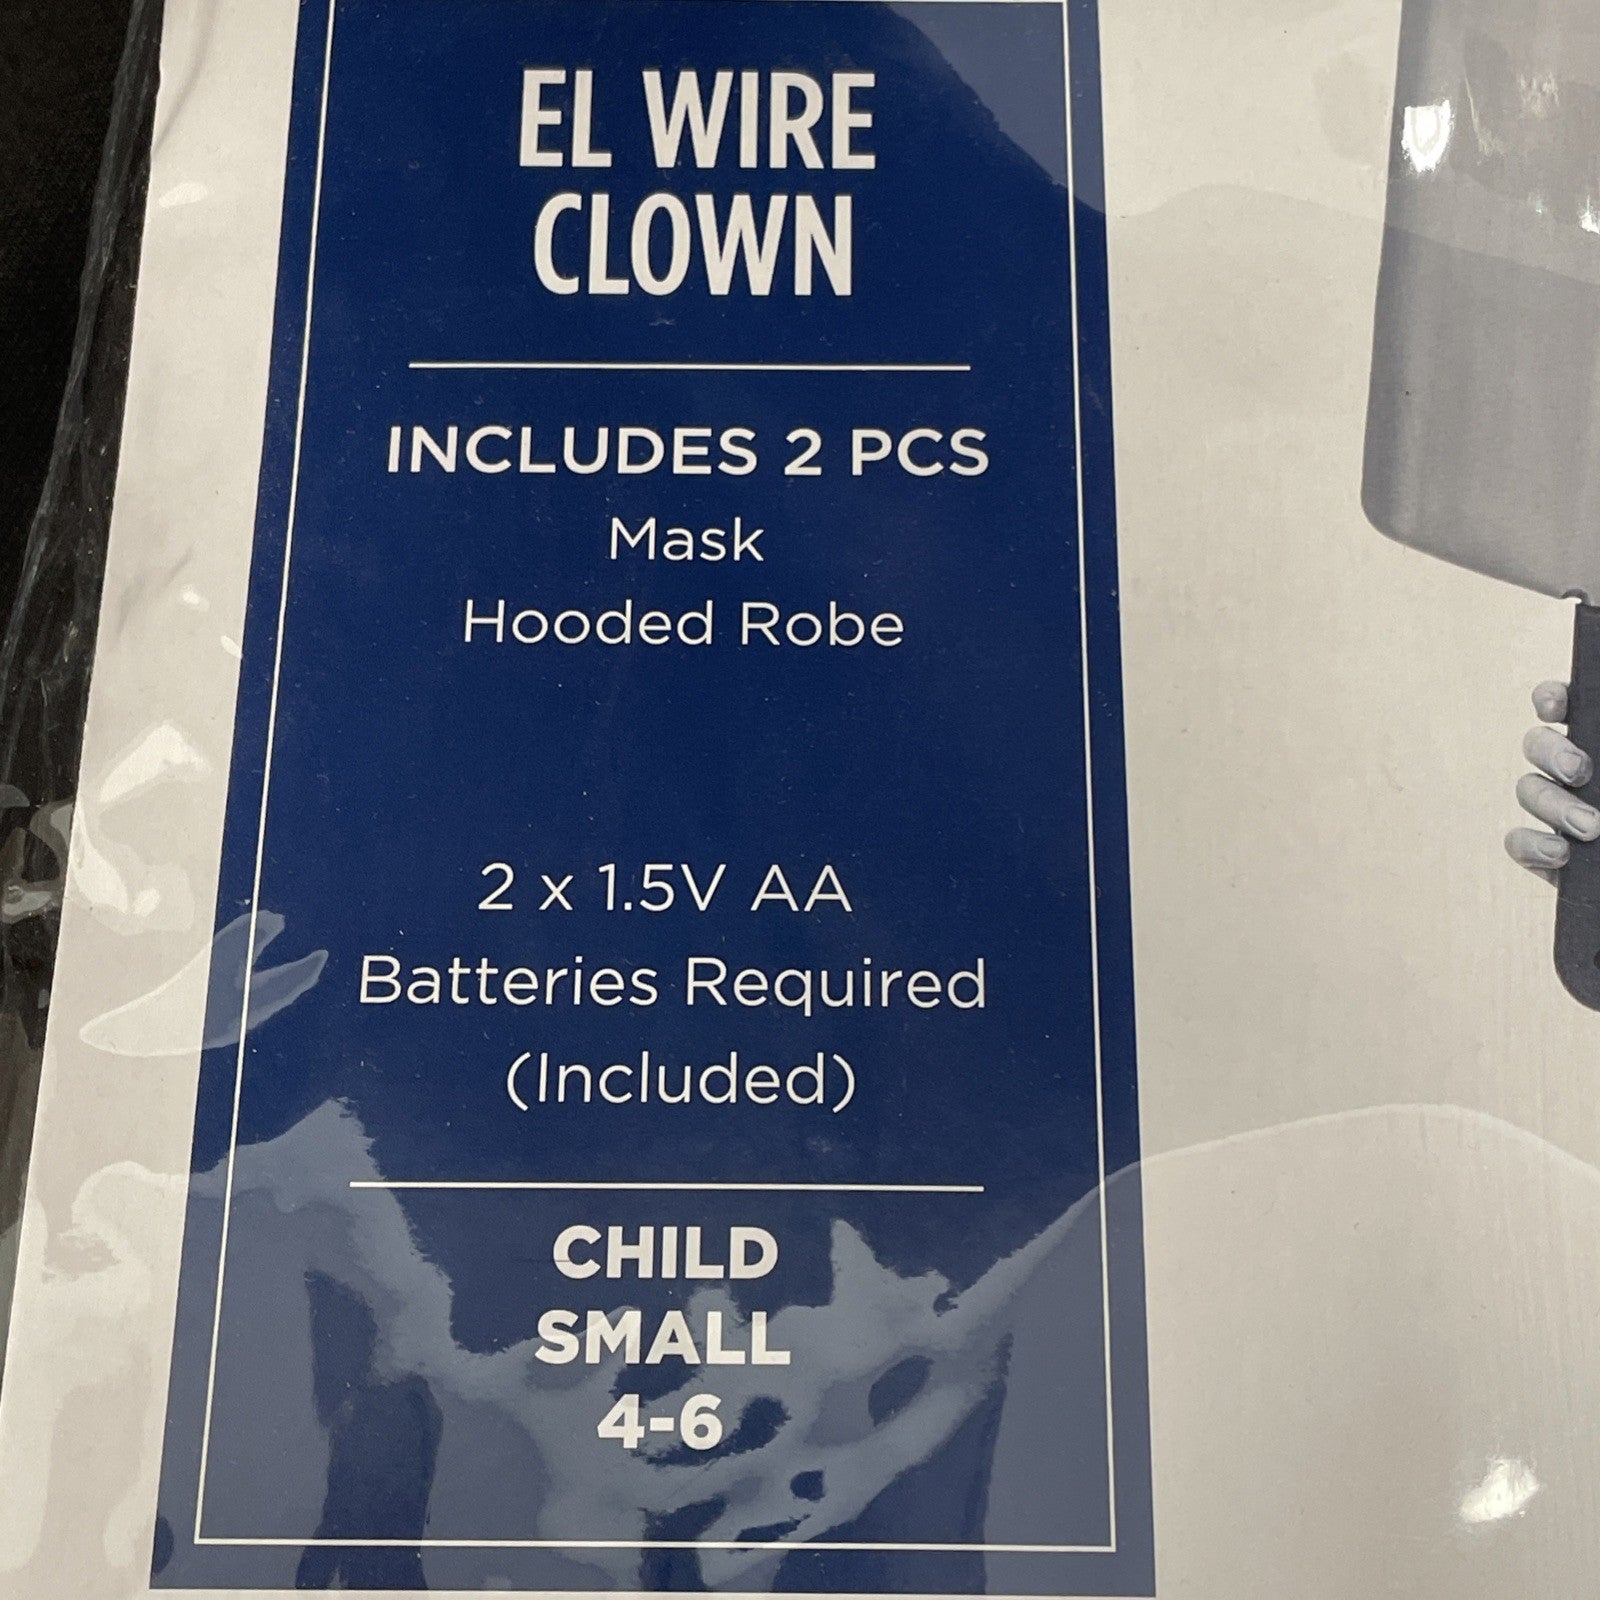 EL WIRE
CLOWN
INCLUDES 2 PCS
Mask
Hooded Robe
2 x 1.5V AA
Batteries Required
(Included)
CHILD
SMALL
4-6